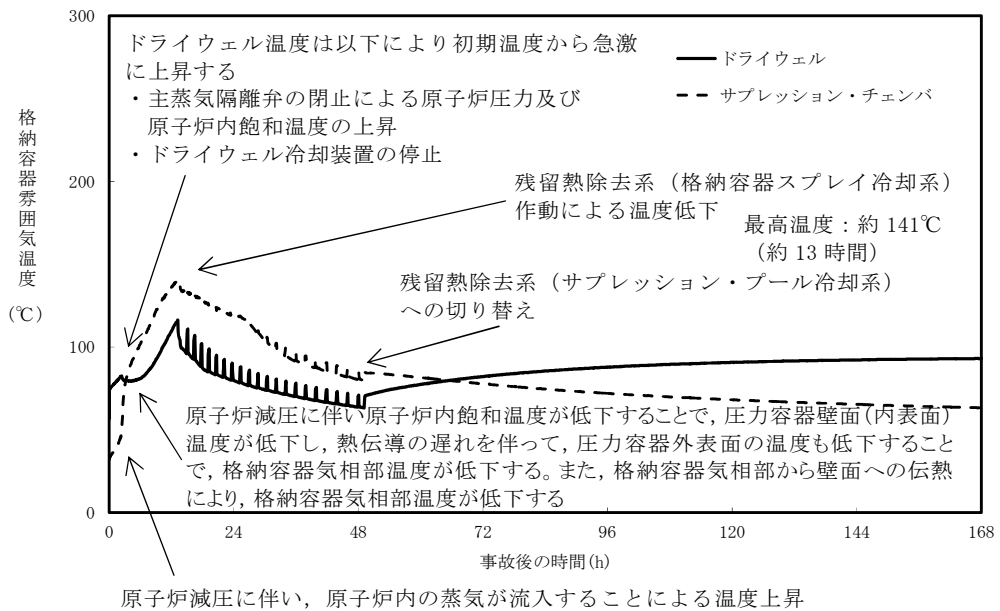 300
ドライウェル温度は以下により初期温度から急激
に上昇する
・主蒸気隔離弁の閉止による原子炉圧力及び
原子炉内飽和温度の上昇
・ドライウェル冷却装置の停止
ドライウェル
サプレッション・チェンバ
格納容器雰囲気温度
(℃)
200
残留熱除去系（格納容器スプレイ冷却系）
作動による温度低下
最高温度：約 141℃
（約 13 時間）
残留熱除去系（サプレッション・プール冷却系）
への切り替え
100
原子炉減圧に伴い原子炉内飽和温度が低下することで，圧力容器壁面（内表面）
温度が低下し，熱伝導の遅れを伴って，圧力容器外表面の温度も低下すること
で，格納容器気相部温度が低下する。また，格納容器気相部から壁面への伝熱
により，格納容器気相部温度が低下する
0
0 24 48 72 96 120 144 168
事故後の時間(h)
原子炉減圧に伴い，原子炉内の蒸気が流入することによる温度上昇